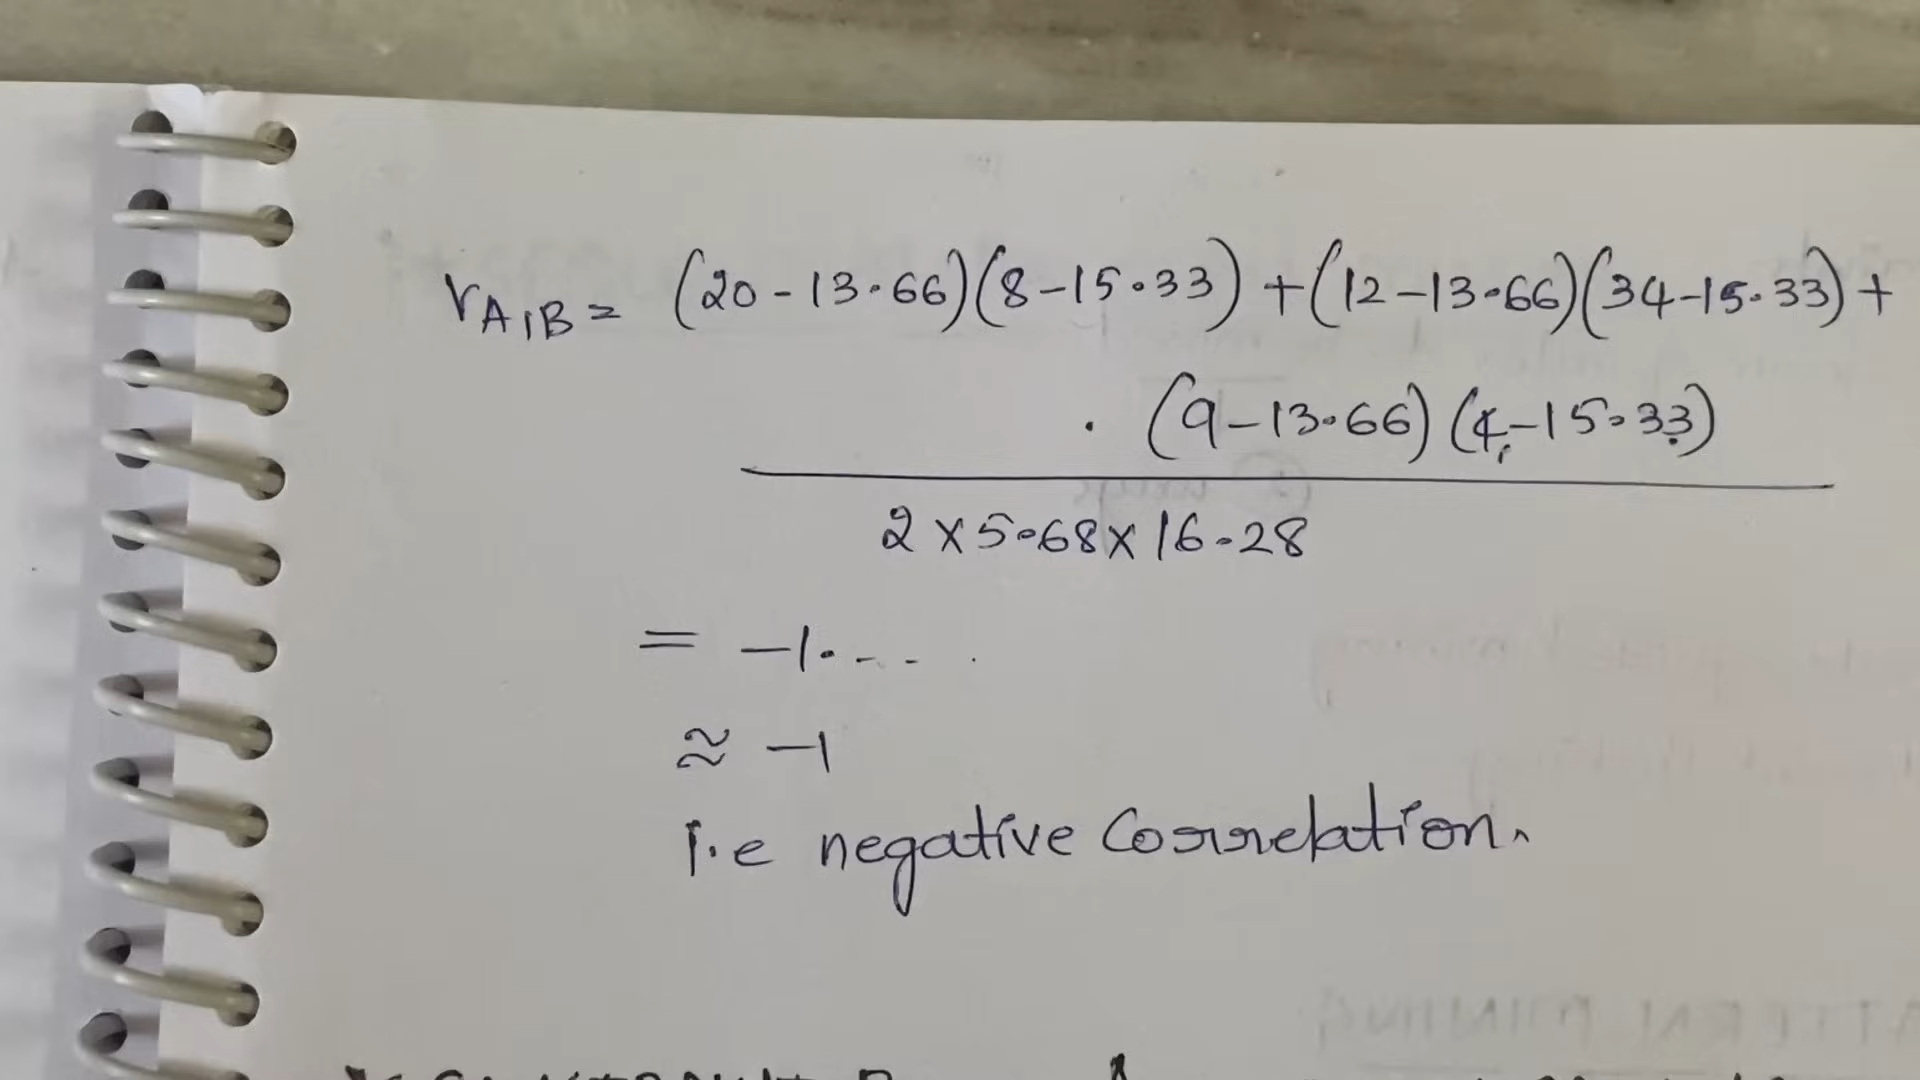 r_A,B = (20-13.66)(8-15.33) + (12-13.66)(34-15.33) +
(9-13.66)(4-15.33)
2 x 5.68 x 16.28
= -1. - - .
≈ -1
i.e negative Correlation.